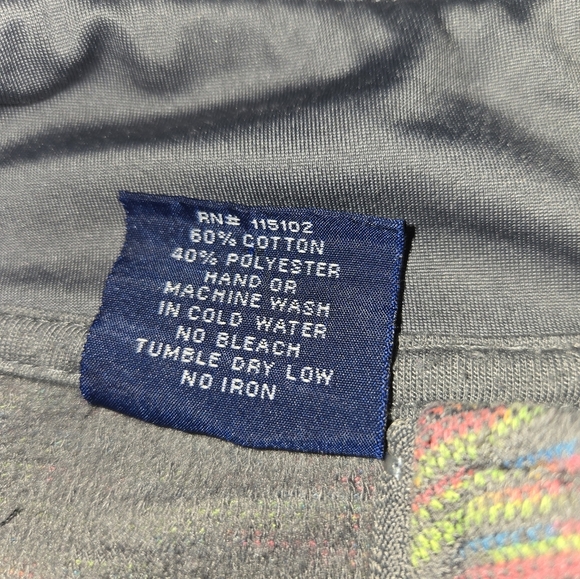 RN# 115102
60% COTTON
40% POLYESTER
HAND OR
MACHINE WASH
IN COLD WATER
NO BLEACH
TUMBLE DRY LOW
NO IRON